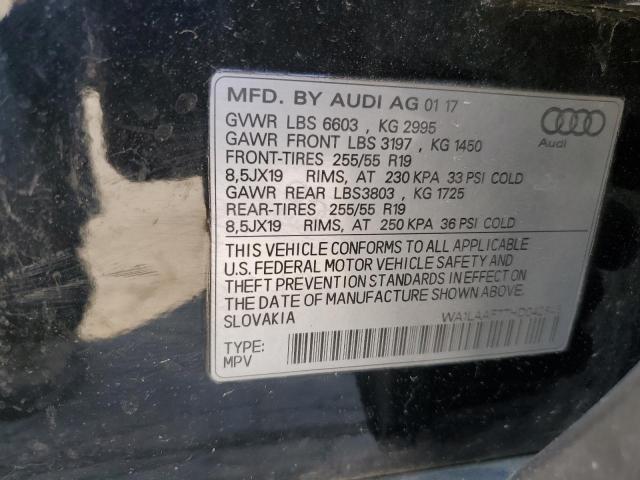 MFD. BY AUDI AG 01 17
GVWR LBS 6603 , KG 2995
GAWR FRONT LBS 3197 , KG 1450
FRONT-TIRES 255/55 R19
8,5JX19 RIMS, AT 230 KPA 33 PSI COLD
GAWR REAR LBS3803 , KG 1725
REAR-TIRES 255/55 R19
8,5JX19 RIMS, AT 250 KPA 36 PSI COLD
Audi
THIS VEHICLE CONFORMS TO ALL APPLICABLE
U.S. FEDERAL MOTOR VEHICLE SAFETY AND
THEFT PREVENTION STANDARDS IN EFFECT ON
THE DATE OF MANUFACTURE SHOWN ABOVE.
SLOVAKIA
TYPE:
MPV